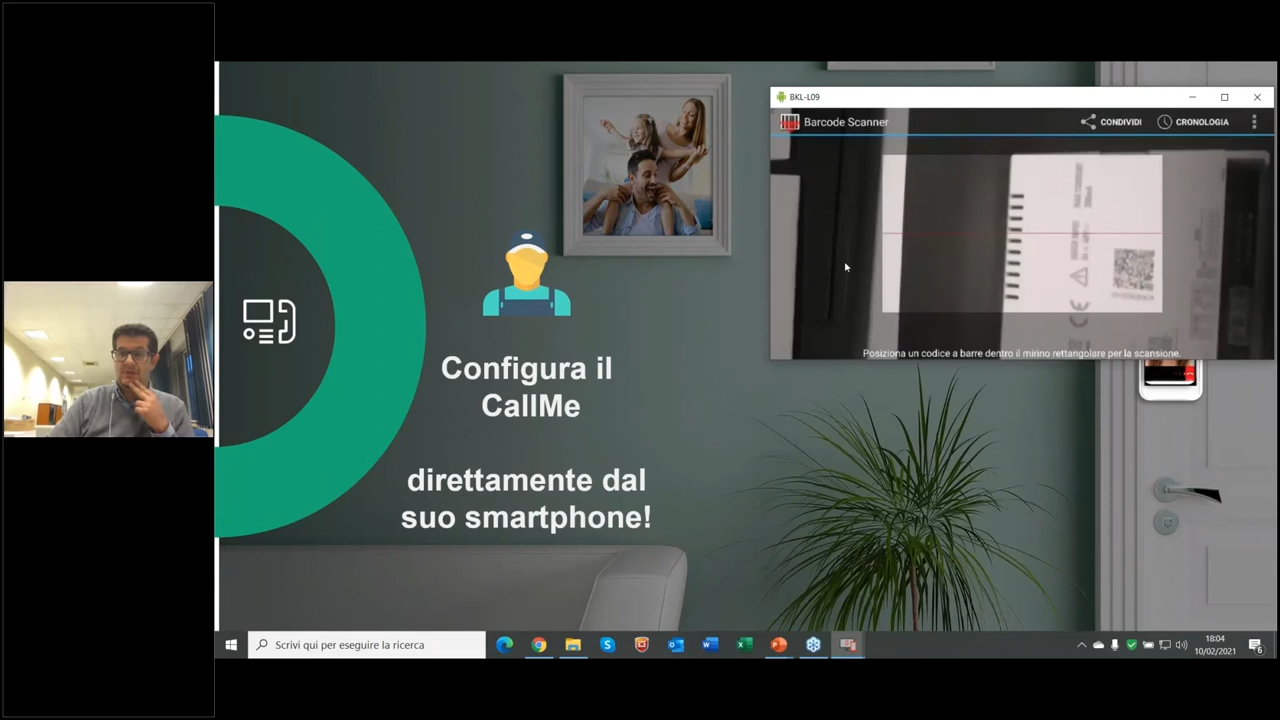 BKL-L09
Barcode Scanner
CONDIVIDI
CRONOLOGIA
Posiziona un codice a barre dentro il mirino rettangolare per la scansione.
Configura il
CallMe
direttamente dal
suo smartphone!
Scrivi qui per eseguire la ricerca
18:04
10/02/2021
6